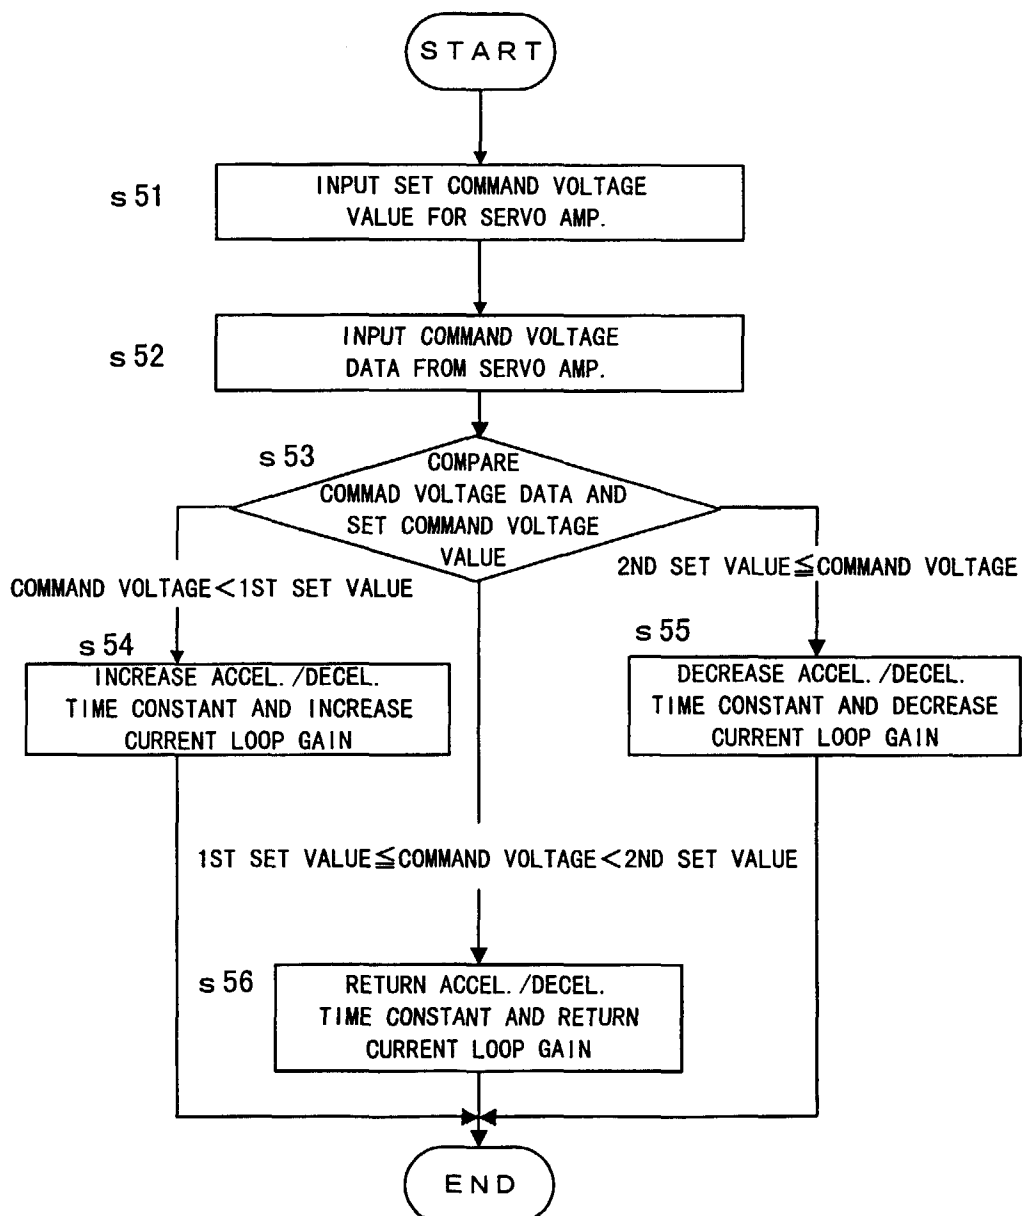 START
s 51
INPUT SET COMMAND VOLTAGE
VALUE FOR SERVO AMP.
s 52
INPUT COMMAND VOLTAGE
DATA FROM SERVO AMP.
s 53
COMPARE
COMMAD VOLTAGE DATA AND
SET COMMAND VOLTAGE
VALUE
COMMAND VOLTAGE<1ST SET VALUE
2ND SET VALUE≦COMMAND VOLTAGE
s 54
INCREASE ACCEL./DECEL.
TIME CONSTANT AND INCREASE
CURRENT LOOP GAIN
s 55
DECREASE ACCEL./DECEL.
TIME CONSTANT AND DECREASE
CURRENT LOOP GAIN
1ST SET VALUE≦COMMAND VOLTAGE<2ND SET VALUE
s 56
RETURN ACCEL./DECEL.
TIME CONSTANT AND RETURN
CURRENT LOOP GAIN
END